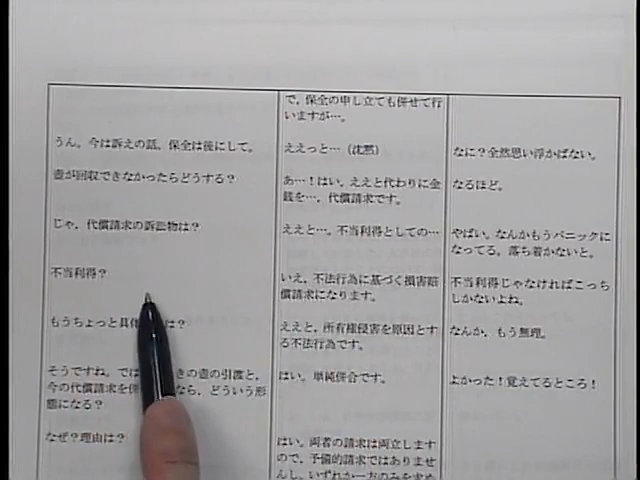 で、保全の申し立ても併せて行
いますが…。
うん。今は訴えの話。保全は後にして。
ええっと…（沈黙）
なに？全然思い浮かばない。
壺が回収できなかったらどうする？
あ…！はい。ええと代わりに金
銭を…、代償請求です。
なるほど。
じゃ、代償請求の訴訟物は？
ええと…。不当利得としての…
やばい。なんかもうパニックに
なってる。落ち着かないと。
不当利得？
いえ、不法行為に基づく損害賠
償請求になります。
不当利得じゃなければこっち
しかないよね。
もうちょっと具体
は？
ええと、所有権侵害を原因とす
る不法行為です。
なんか、もう無理。
そうですね。では
きの壺の引渡と、
今の代償請求を併
なら、どういう形
態になる？
はい。単純併合です。
よかった！覚えてるところ！
なぜ？理由は？
はい。両者の請求は両立します
ので、予備的請求ではありませ
んし、いずれか一方のみを求め